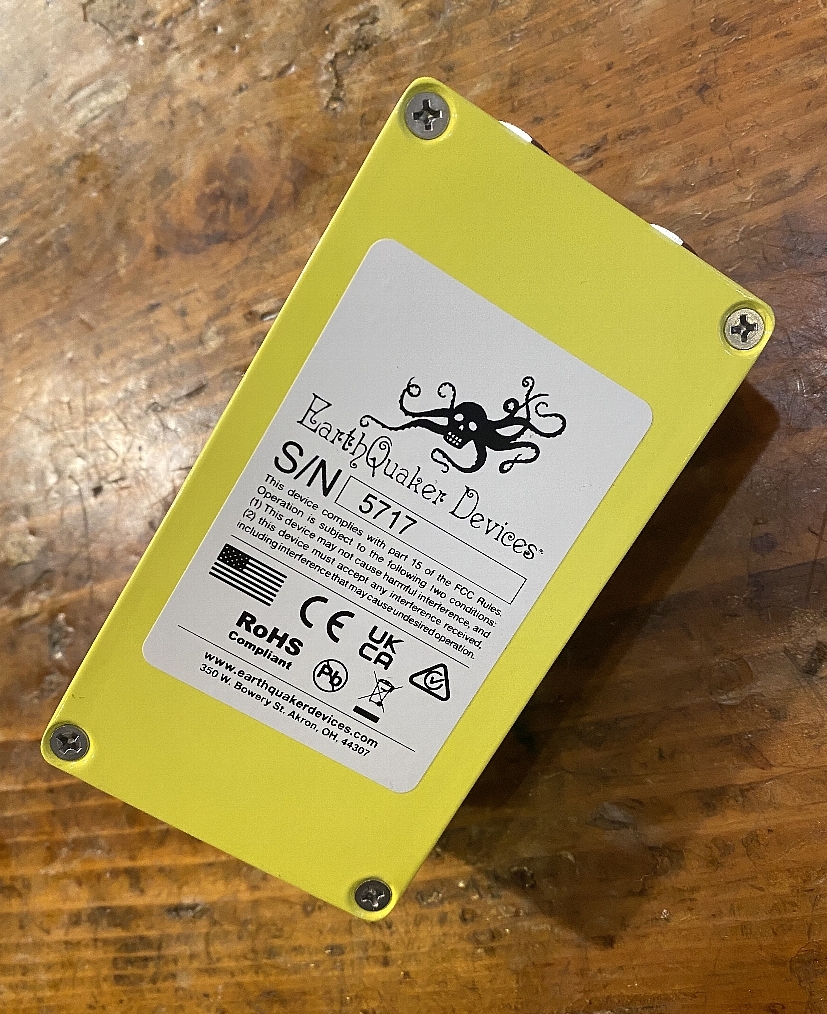 EarthQuaker Devices
S/N 5717
This device complies with part 15 of the FCC Rules.
Operation is subject to the following two conditions:
(1) This device may not cause harmful interference, and
(2) this device must accept any interference received,
including interference that may cause undesired operation.
CE
UK
CA
RoHS
Compliant
Pb
www.earthquakerdevices.com
350 W. Bowery St. Akron, OH, 44307